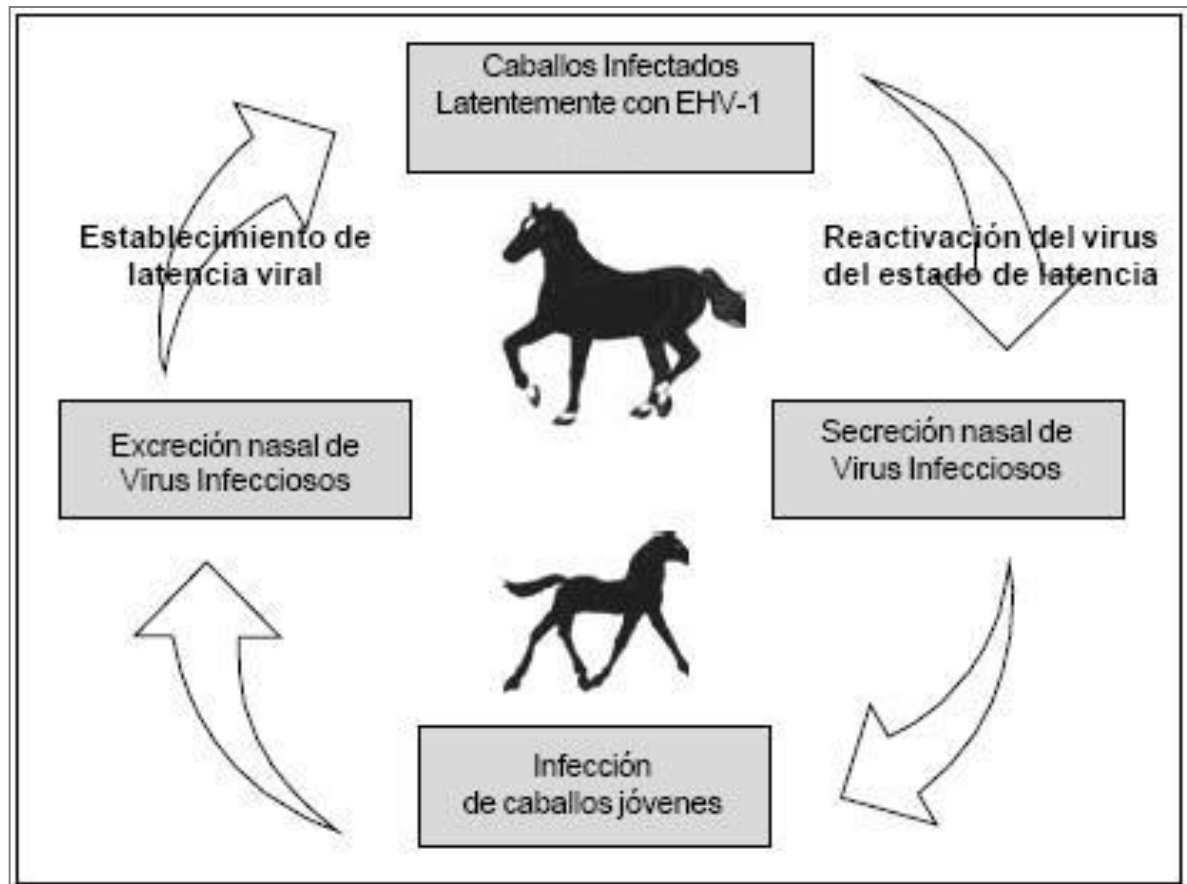 Caballos Infectados
Latentemente con EHV-1
Establecimiento de
latencia viral
Reactivación del virus
del estado de latencia
Excreción nasal de
Virus Infecciosos
Secreción nasal de
Virus Infecciosos
Infección
de caballos jóvenes